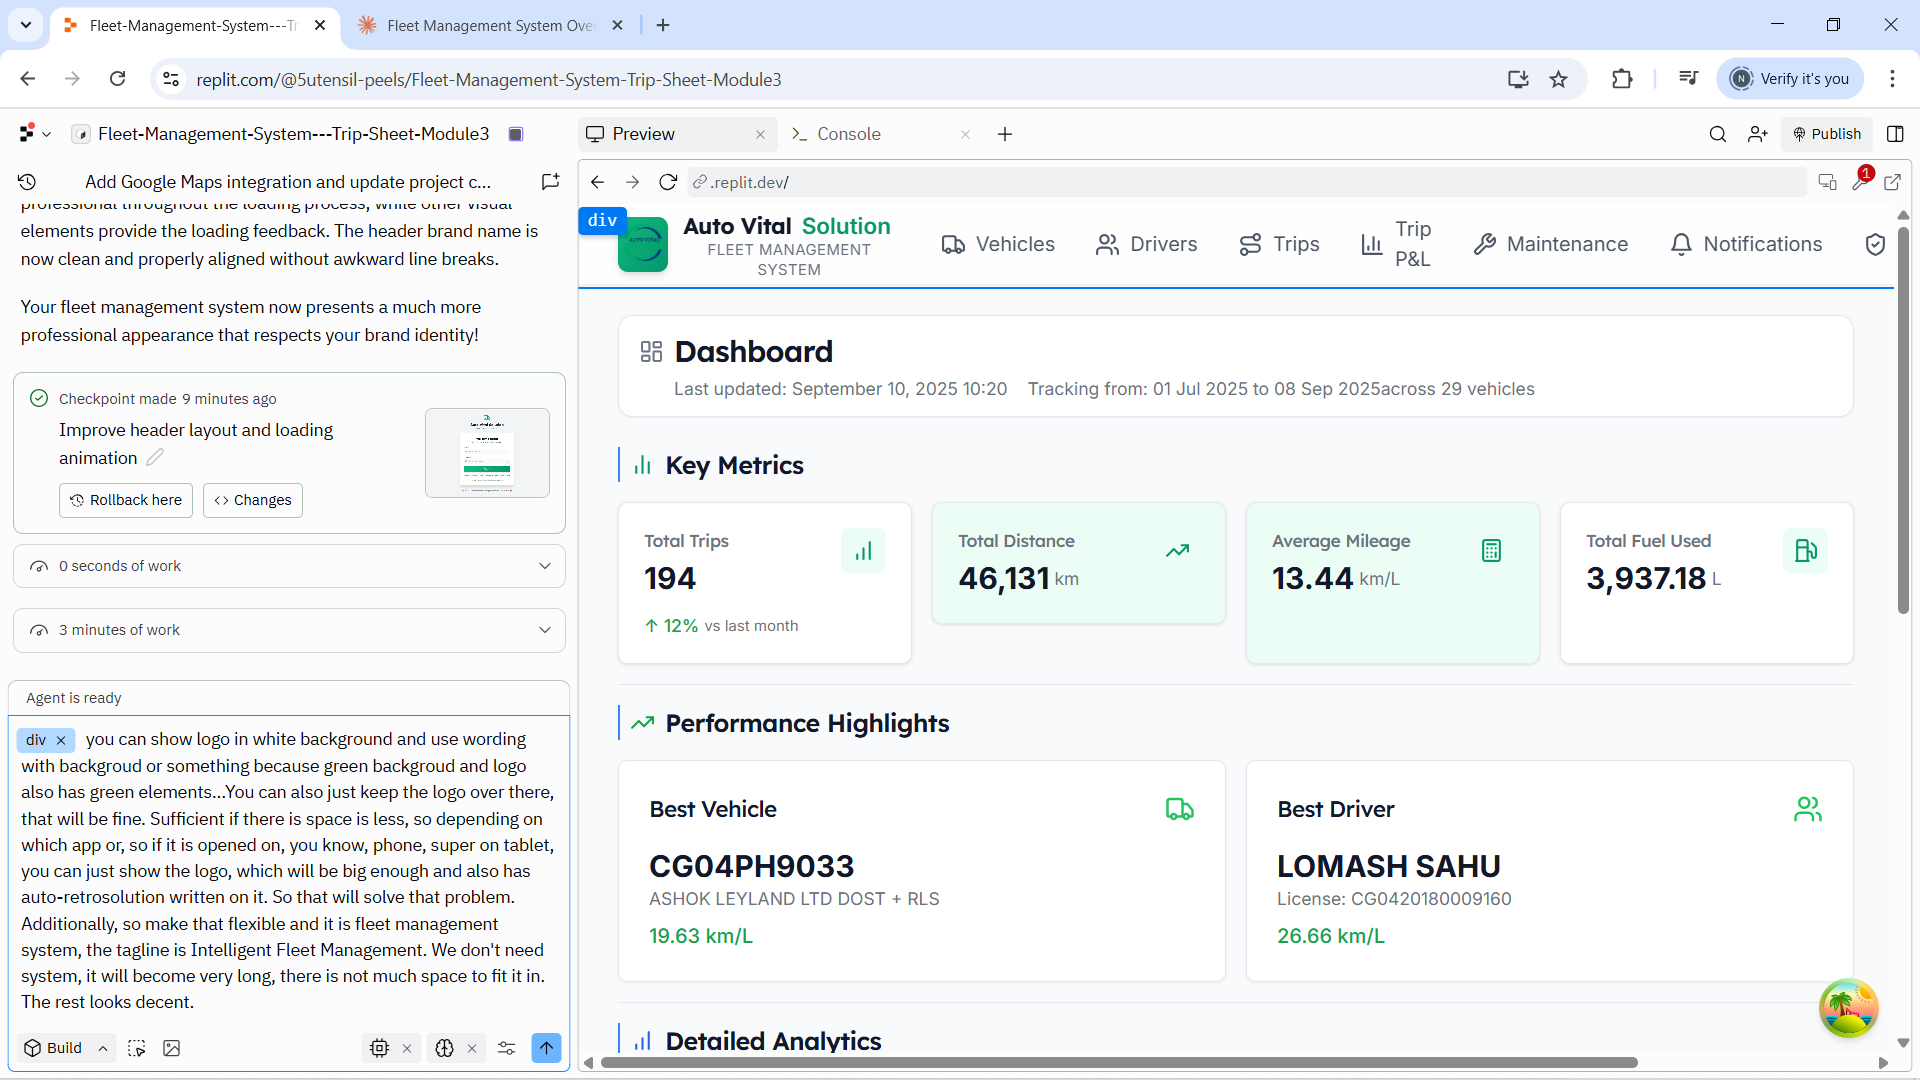 Fleet-Management-System---Tr
Fleet Management System Ove
replit.com/@5utensil-peels/Fleet-Management-System-Trip-Sheet-Module3
Verify it's you
Fleet-Management-System---Trip-Sheet-Module3
Preview
Console
Publish
Add Google Maps integration and update project c...
.replit.dev/
1
professional throughout the loading process, while other visual
elements provide the loading feedback. The header brand name is
now clean and properly aligned without awkward line breaks.
Your fleet management system now presents a much more
professional appearance that respects your brand identity!
Checkpoint made 9 minutes ago
Improve header layout and loading
animation
Rollback here
Changes
0 seconds of work
3 minutes of work
Agent is ready
div
you can show logo in white background and use wording
with backgroud or something because green backgroud and logo
also has green elements...You can also just keep the logo over there,
that will be fine. Sufficient if there is space is less, so depending on
which app or, so if it is opened on, you know, phone, super on tablet,
you can just show the logo, which will be big enough and also has
auto-retrosolution written on it. So that will solve that problem.
Additionally, so make that flexible and it is fleet management
system, the tagline is Intelligent Fleet Management. We don't need
system, it will become very long, there is not much space to fit it in.
The rest looks decent.
Build
div
AUTO VITAL
Auto Vital Solution
FLEET MANAGEMENT
SYSTEM
Vehicles
Drivers
Trips
Trip
P&L
Maintenance
Notifications
Dashboard
Last updated: September 10, 2025 10:20
Tracking from: 01 Jul 2025 to 08 Sep 2025across 29 vehicles
Key Metrics
Total Trips
194
↑ 12% vs last month
Total Distance
46,131 km
Average Mileage
13.44 km/L
Total Fuel Used
3,937.18 L
Performance Highlights
Best Vehicle
CG04PH9033
ASHOK LEYLAND LTD DOST + RLS
19.63 km/L
Best Driver
LOMASH SAHU
License: CG0420180009160
26.66 km/L
Detailed Analytics